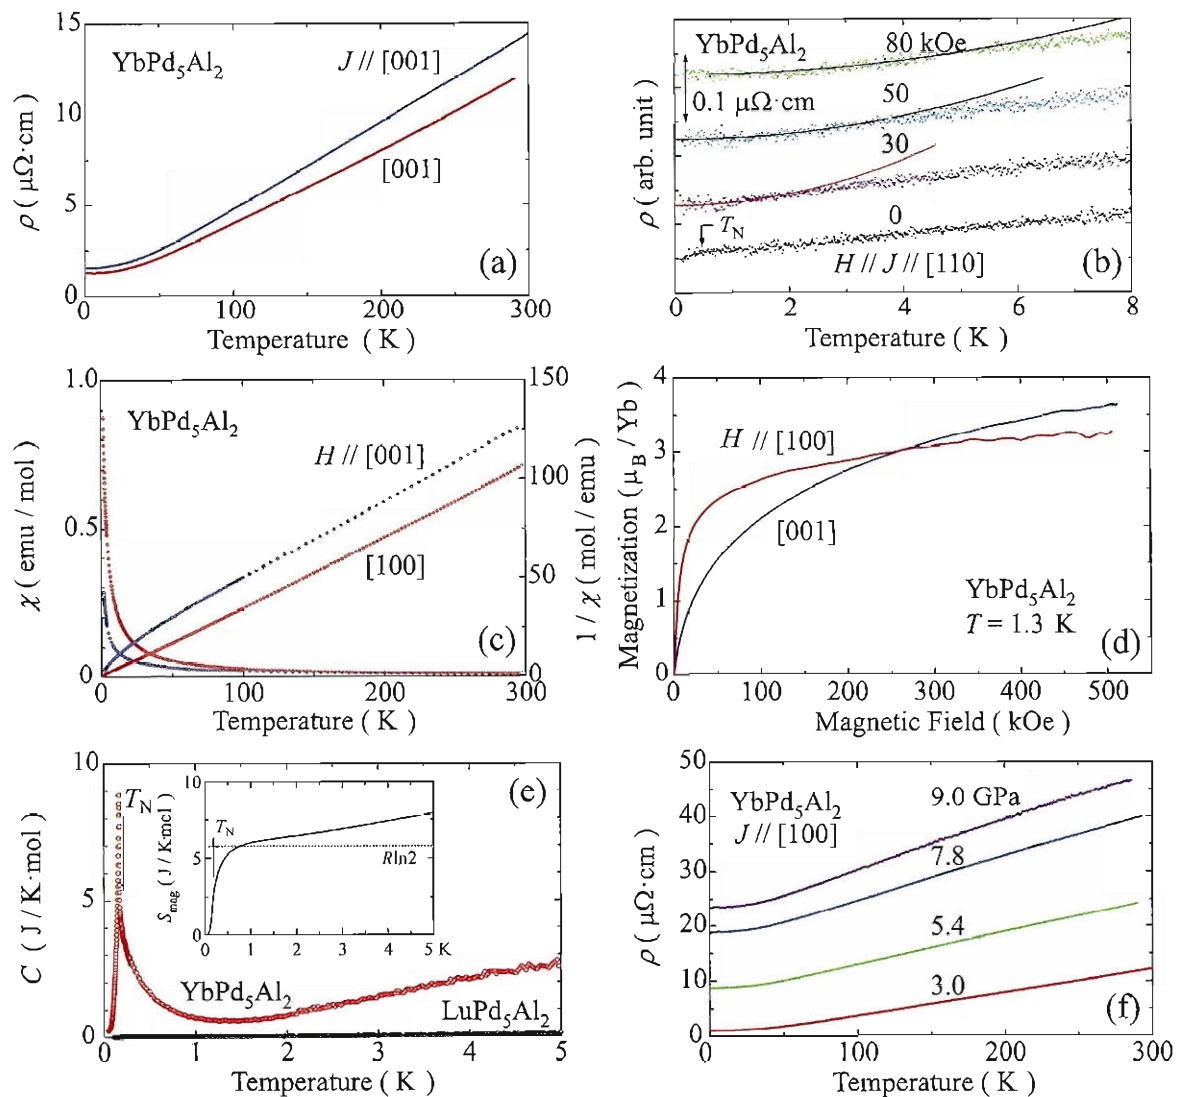 15
10
5
0
ρ ( μΩ·cm )
YbPd5Al2
J // [001]
[001]
(a)
0 100 200 300
Temperature ( K )
ρ (arb. unit)
YbPd5Al2
80 kOe
0.1 μΩ·cm
50
30
0
TN
H // J // [110]
(b)
0 2 4 6 8
Temperature ( K )
1.0
0.5
0
χ ( emu / mol )
YbPd5Al2
H // [001]
[100]
(c)
150
100
50
0
1 / χ ( mol / emu )
0 100 200 300
Temperature ( K )
4
3
2
1
0
Magnetization ( μB / Yb )
H // [100]
[001]
YbPd5Al2
T = 1.3 K
(d)
0 100 200 300 400 500
Magnetic Field ( kOe )
10
5
0
C ( J / K·mol )
TN
(e)
10
5
0
Smag ( J / K·mcl )
TN
Rln2
0 1 2 3 4 5 K
YbPd5Al2
LuPd5Al2
0 1 2 3 4 5
Temperature ( K )
50
40
30
20
10
0
ρ ( μΩ·cm )
YbPd5Al2
J // [100]
9.0 GPa
7.8
5.4
3.0
(f)
0 100 200 300
Temperature ( K )